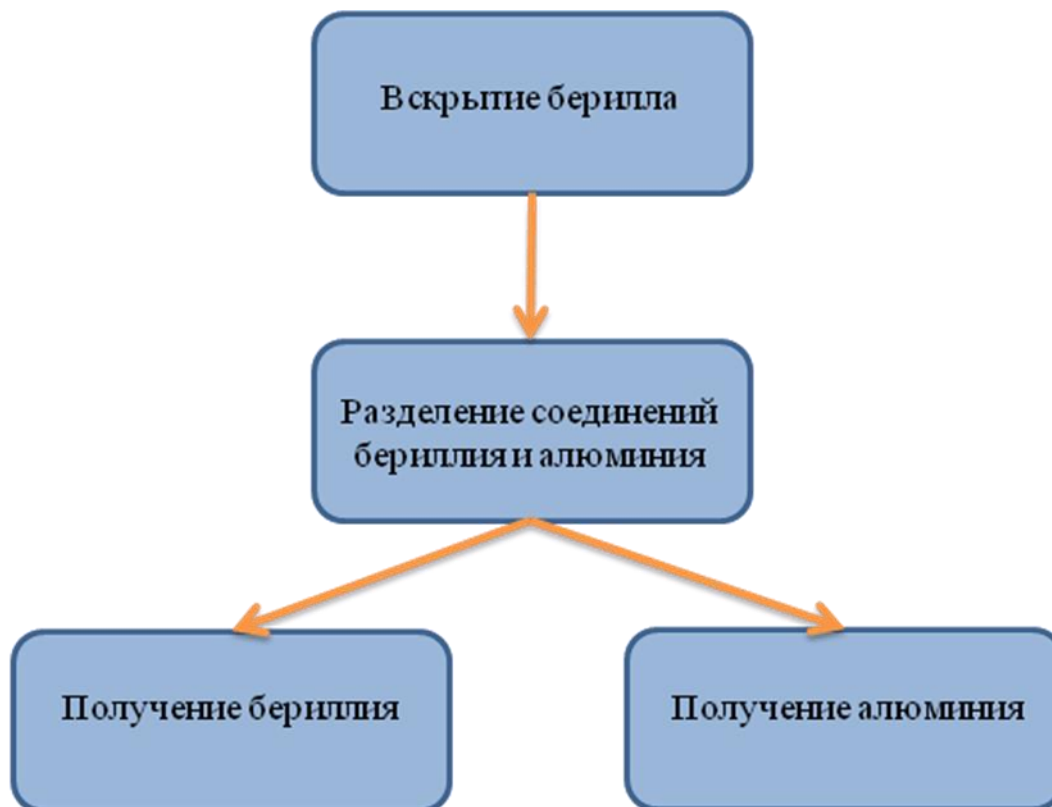 Вскрытие берилла
Разделение соединений
бериллия и алюминия
Получение бериллия
Получение алюминия